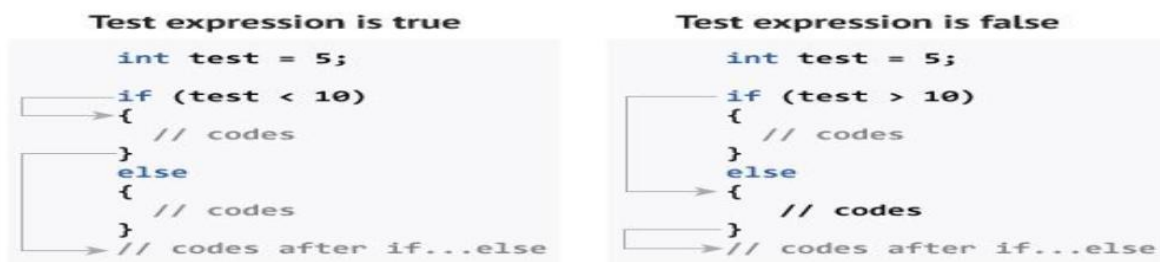 Test expression is true
int test = 5;
if (test < 10)
{
// codes
}
else
{
// codes
}
// codes after if...else
Test expression is false
int test = 5;
if (test > 10)
{
// codes
}
else
{
// codes
}
// codes after if...else